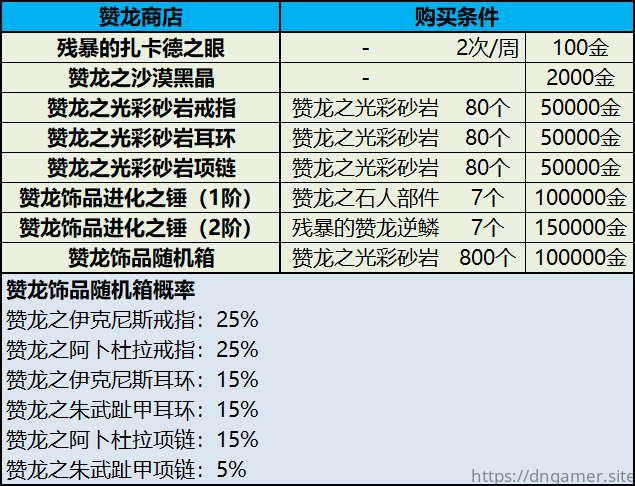 赞龙商店 购买条件
残暴的扎卡德之眼 - 2次/周 100金
赞龙之沙漠黑晶 - 2000金
赞龙之光彩砂岩戒指 赞龙之光彩砂岩 80个 50000金
赞龙之光彩砂岩耳环 赞龙之光彩砂岩 80个 50000金
赞龙之光彩砂岩项链 赞龙之光彩砂岩 80个 50000金
赞龙饰品进化之锤（1阶） 赞龙之石人部件 7个 100000金
赞龙饰品进化之锤（2阶） 残暴的赞龙逆鳞 7个 150000金
赞龙饰品随机箱 赞龙之光彩砂岩 800个 100000金
赞龙饰品随机箱概率
赞龙之伊克尼斯戒指：25%
赞龙之阿卜杜拉戒指：25%
赞龙之伊克尼斯耳环：15%
赞龙之朱武趾甲耳环：15%
赞龙之阿卜杜拉项链：15%
赞龙之朱武趾甲项链：5%
https://dngamer.site